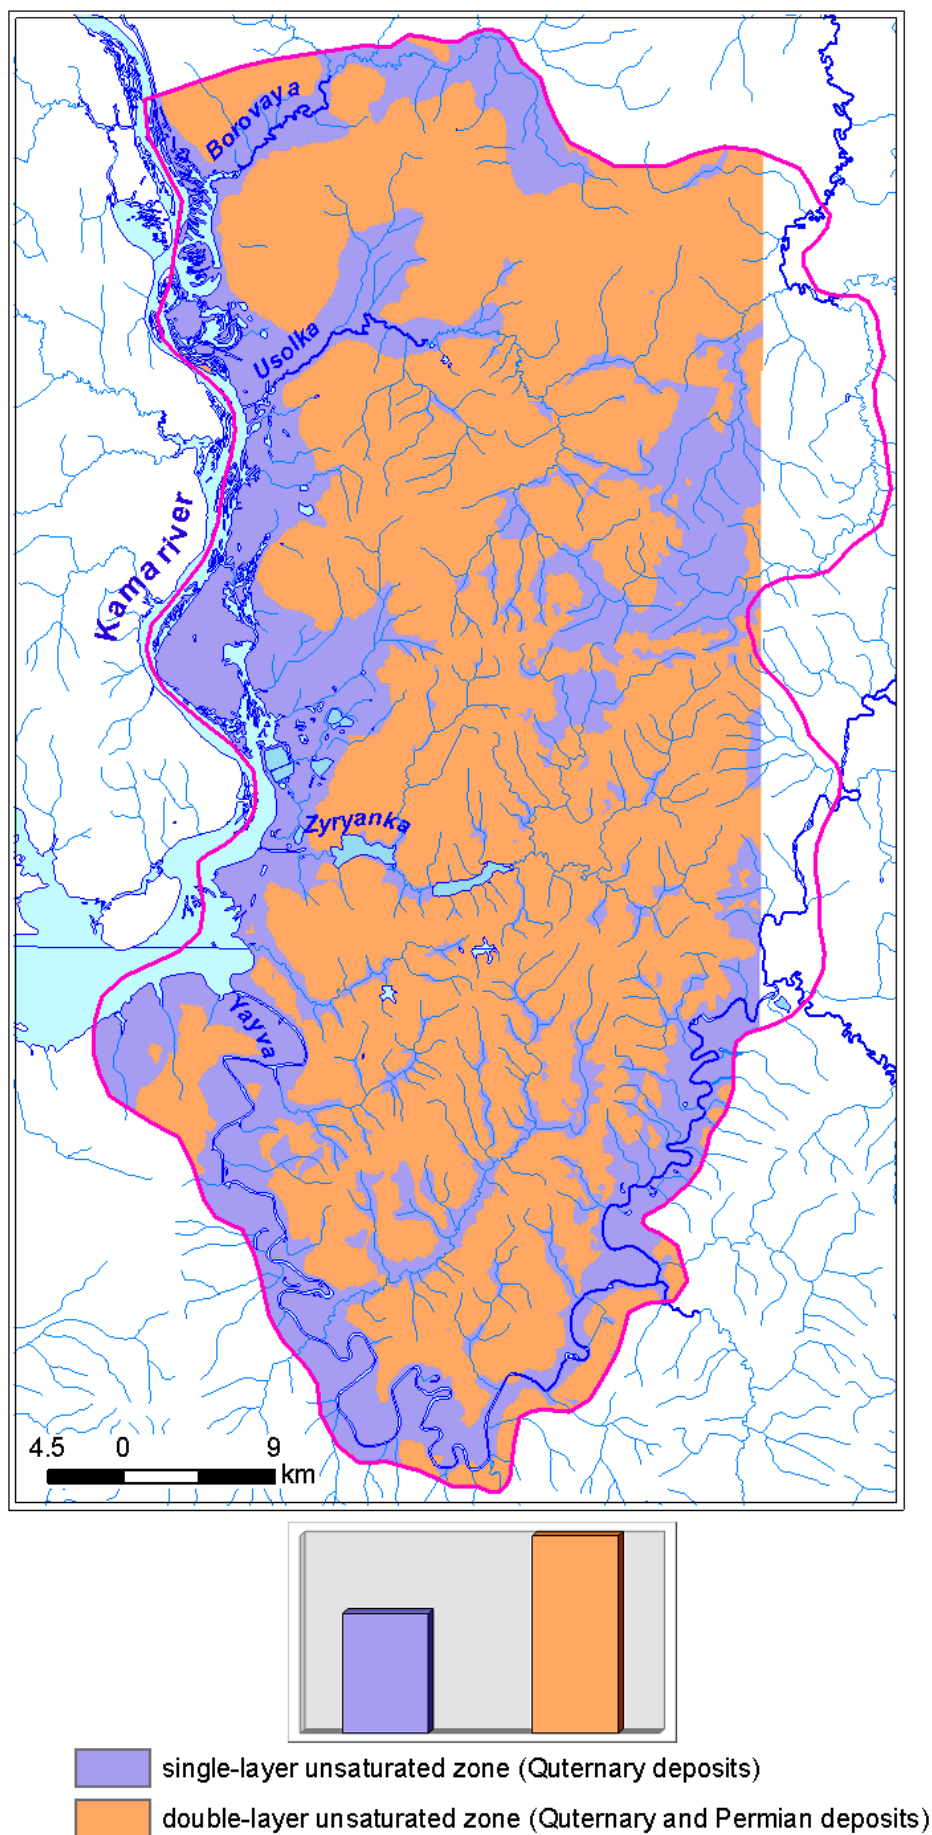 Borovaya
Usolka
Kama river
Zyryanka
Yayva
4.5 0 9
km
single-layer unsaturated zone (Quternary deposits)
double-layer unsaturated zone (Quternary and Permian deposits)